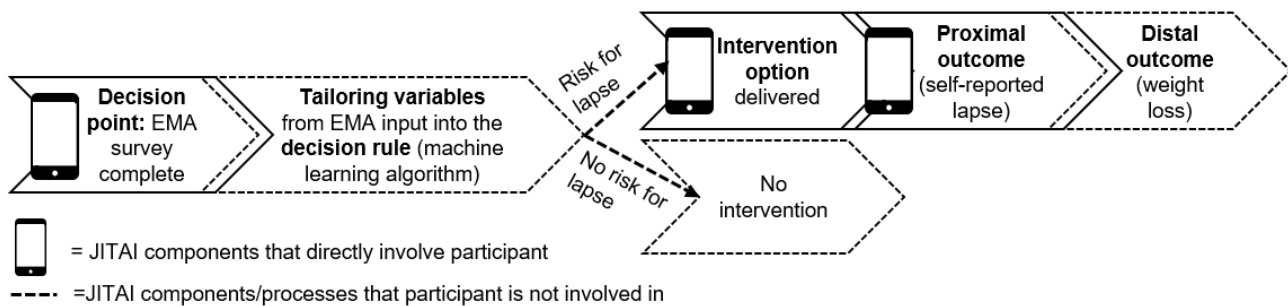 Decision
point: EMA
survey
complete
Tailoring variables
from EMA input into the
decision rule (machine
learning algorithm)
Risk for
lapse
No risk for
lapse
Intervention
option
delivered
Proximal
outcome
(self-reported
lapse)
Distal
outcome
(weight
loss)
No
intervention
= JITAI components that directly involve participant
=JITAI components/processes that participant is not involved in